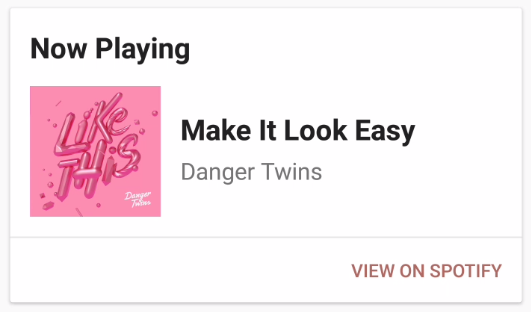 Now Playing
LiKe
THiS
Danger
Twins
Make It Look Easy
Danger Twins
VIEW ON SPOTIFY